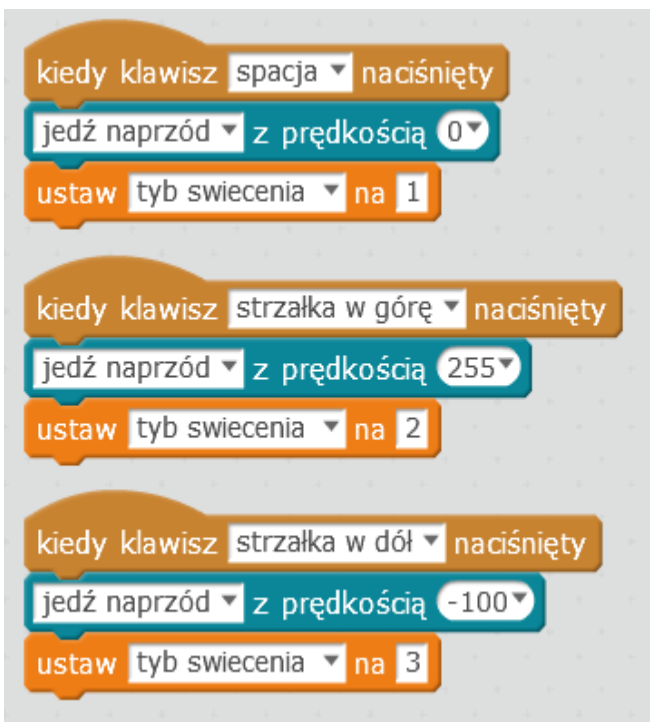 kiedy klawisz spacja naciśnięty
jedź naprzód z prędkością 0
ustaw tyb swiecenia na 1
kiedy klawisz strzałka w górę naciśnięty
jedź naprzód z prędkością 255
ustaw tyb swiecenia na 2
kiedy klawisz strzałka w dół naciśnięty
jedź naprzód z prędkością -100
ustaw tyb swiecenia na 3